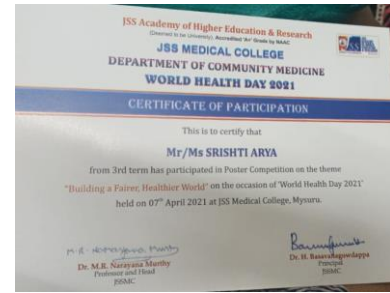 JSS Academy of Higher Education & Research
(Deemed to be University) Accredited 'A+' Grade by NAAC
JSS MEDICAL COLLEGE
DEPARTMENT OF COMMUNITY MEDICINE
WORLD HEALTH DAY 2021
CERTIFICATE OF PARTICIPATION
This is to certify that
Mr/Ms SRISHTI ARYA
from 3rd term has participated in Poster Competition on the theme
"Building a Fairer, Healthier World" on the occasion of 'World Health Day 2021'
held on 07th April 2021 at JSS Medical College, Mysuru.
M. R. Narayana Murthy
Dr. M.R. Narayana Murthy
Professor and Head
JSSMC
Dr. H. Basavanagowdappa
Principal
JSSMC